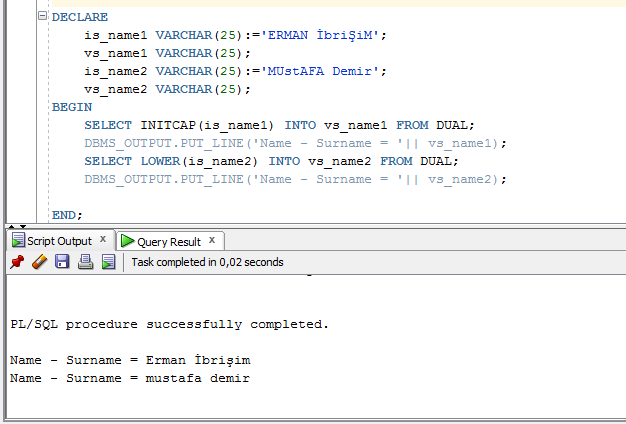 DECLARE
is_name1 VARCHAR(25):='ERMAN İbriŞiM';
vs_name1 VARCHAR(25);
is_name2 VARCHAR(25):='MUstAFA Demir';
vs_name2 VARCHAR(25);
BEGIN
SELECT INITCAP(is_name1) INTO vs_name1 FROM DUAL;
DBMS_OUTPUT.PUT_LINE('Name - Surname = '|| vs_name1);
SELECT LOWER(is_name2) INTO vs_name2 FROM DUAL;
DBMS_OUTPUT.PUT_LINE('Name - Surname = '|| vs_name2);
END;
Script Output x Query Result x
Task completed in 0,02 seconds
PL/SQL procedure successfully completed.
Name - Surname = Erman İbrişim
Name - Surname = mustafa demir